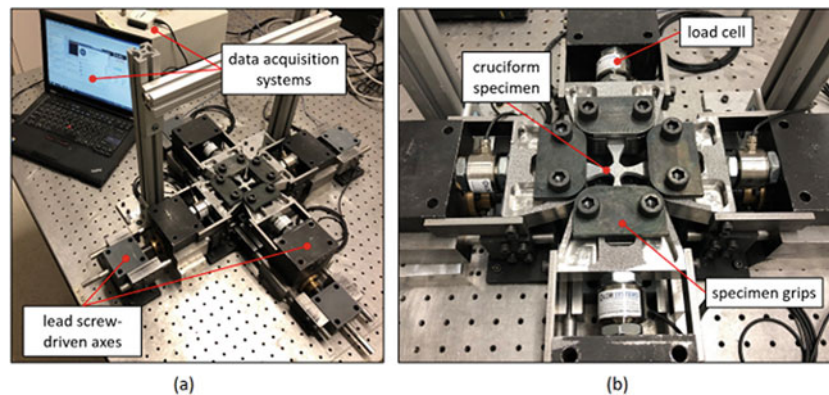 data acquisition
systems
lead screw-
driven axes
(a)
load cell
cruciform
specimen
specimen grips
(b)